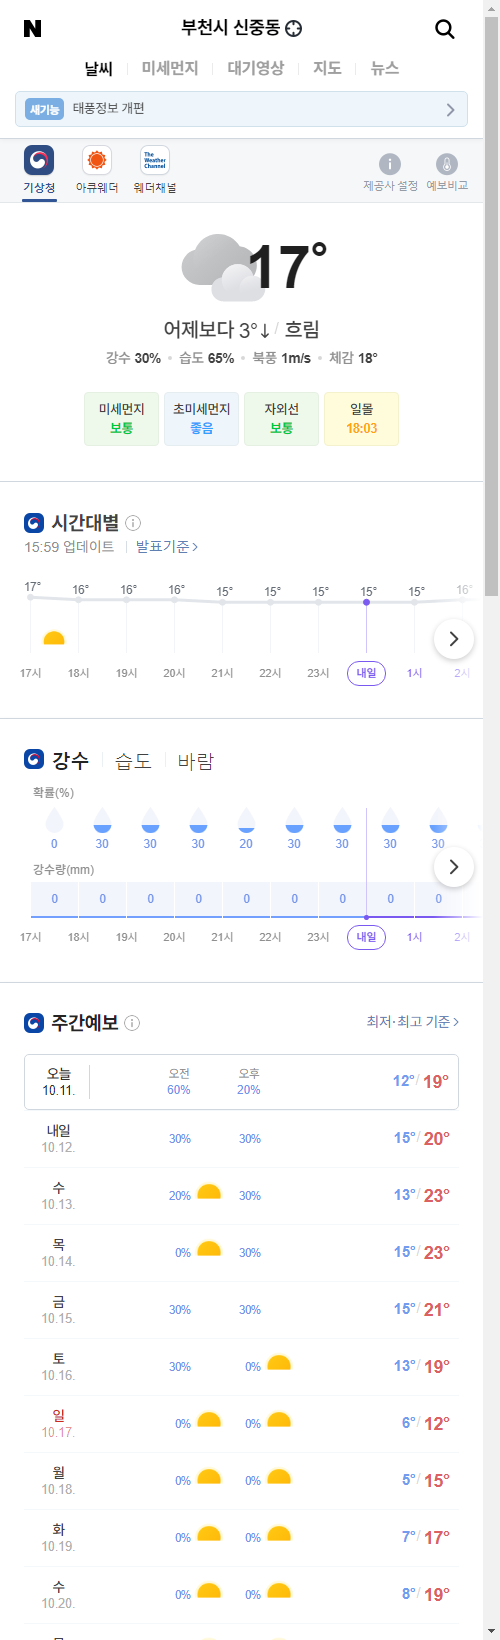 N
부천시 신중동
날씨 미세먼지 대기영상 지도 뉴스
새기능 태풍정보 개편
The Weather Channel
기상청 아큐웨더 웨더채널 제공사 설정 예보비교
17°
어제보다 3°↓ / 흐림
강수 30% • 습도 65% • 북풍 1m/s • 체감 18°
미세먼지 초미세먼지 자외선 일몰
보통 좋음 보통 18:03
시간대별
15:59 업데이트 발표기준 >
17° 16° 16° 16° 15° 15° 15° 15° 15° 16°
17시 18시 19시 20시 21시 22시 23시 내일 1시 2시
강수 습도 바람
확률(%)
0 30 30 30 20 30 30 30 30
강수량(mm)
0 0 0 0 0 0 0 0 0
17시 18시 19시 20시 21시 22시 23시 내일 1시 2시
주간예보 최저·최고 기준 >
오늘 오전 오후
10.11. 60% 20% 12° / 19°
내일
10.12. 30% 30% 15° / 20°
수
10.13. 20% 30% 13° / 23°
목
10.14. 0% 30% 15° / 23°
금
10.15. 30% 30% 15° / 21°
토
10.16. 30% 0% 13° / 19°
일
10.17. 0% 0% 6° / 12°
월
10.18. 0% 0% 5° / 15°
화
10.19. 0% 0% 7° / 17°
수
10.20. 0% 0% 8° / 19°